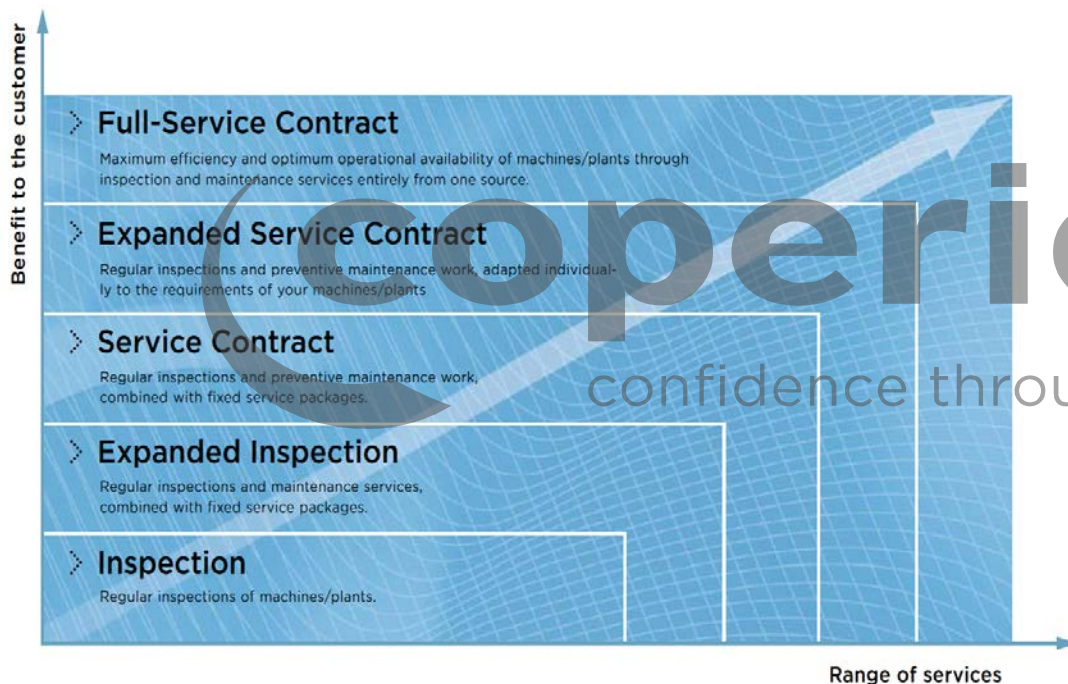 Benefit to the customer
Full-Service Contract
Maximum efficiency and optimum operational availability of machines/plants through
inspection and maintenance services entirely from one source.
Expanded Service Contract
Regular inspections and preventive maintenance work, adapted individual-
ly to the requirements of your machines/plants
Service Contract
Regular inspections and preventive maintenance work,
combined with fixed service packages.
Expanded Inspection
Regular inspections and maintenance services,
combined with fixed service packages.
Inspection
Regular inspections of machines/plants.
Range of services
coperi
confidence throu